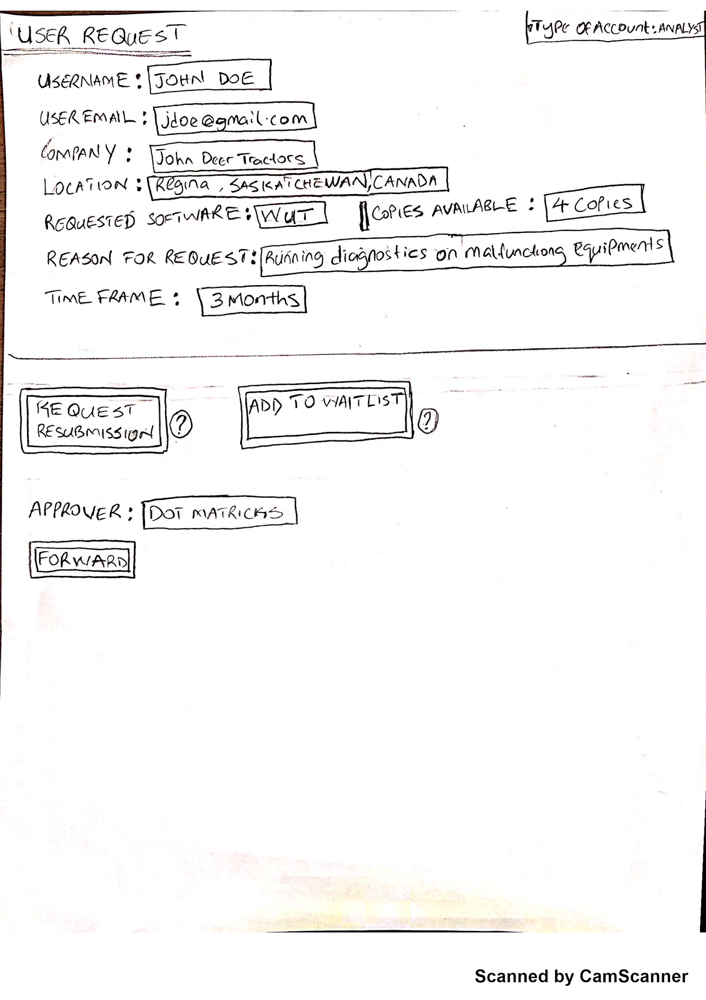 USER REQUEST
Type of Account: ANALYST
USERNAME: JOHN DOE
USER EMAIL: jdoe@gmail.com
COMPANY: John Deer Tractors
LOCATION: Regina, SASKATCHEWAN, CANADA
REQUESTED SOFTWARE: WUT COPIES AVAILABLE: 4 COPIES
REASON FOR REQUEST: Running diagnostics on malfunctiong equipments
TIME FRAME: 3 Months
REQUEST
RESUBMISSION ?
ADD TO WAITLIST ?
APPROVER: DOT MATRICKS
FORWARD
Scanned by CamScanner